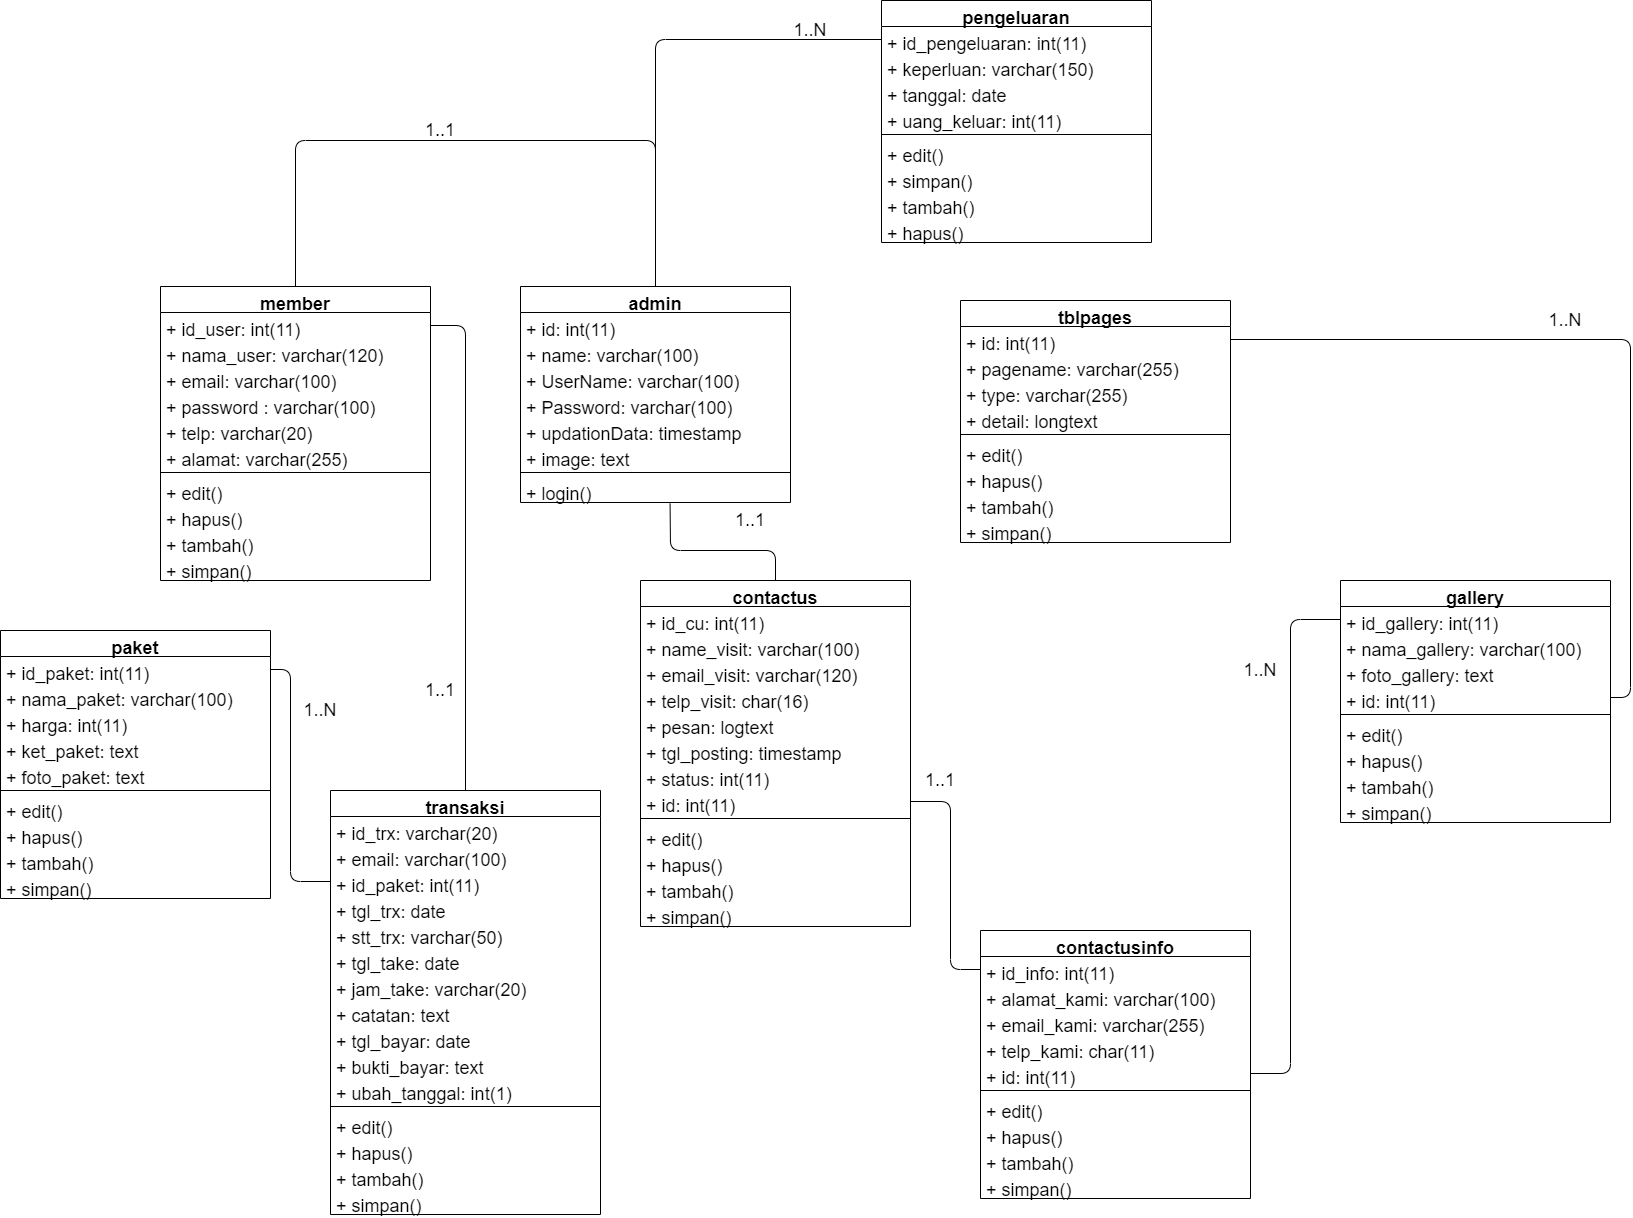 1..N
pengeluaran
+ id_pengeluaran: int(11)
+ keperluan: varchar(150)
+ tanggal: date
+ uang_keluar: int(11)
+ edit()
+ simpan()
+ tambah()
+ hapus()
1..1
member
+ id_user: int(11)
+ nama_user: varchar(120)
+ email: varchar(100)
+ password : varchar(100)
+ telp: varchar(20)
+ alamat: varchar(255)
+ edit()
+ hapus()
+ tambah()
+ simpan()
admin
+ id: int(11)
+ name: varchar(100)
+ UserName: varchar(100)
+ Password: varchar(100)
+ updationData: timestamp
+ image: text
+ login()
1..1
tblpages
+ id: int(11)
+ pagename: varchar(255)
+ type: varchar(255)
+ detail: longtext
+ edit()
+ hapus()
+ tambah()
+ simpan()
1..N
paket
+ id_paket: int(11)
+ nama_paket: varchar(100)
+ harga: int(11)
+ ket_paket: text
+ foto_paket: text
+ edit()
+ hapus()
+ tambah()
+ simpan()
1..N
1..1
transaksi
+ id_trx: varchar(20)
+ email: varchar(100)
+ id_paket: int(11)
+ tgl_trx: date
+ stt_trx: varchar(50)
+ tgl_take: date
+ jam_take: varchar(20)
+ catatan: text
+ tgl_bayar: date
+ bukti_bayar: text
+ ubah_tanggal: int(1)
+ edit()
+ hapus()
+ tambah()
+ simpan()
contactus
+ id_cu: int(11)
+ name_visit: varchar(100)
+ email_visit: varchar(120)
+ telp_visit: char(16)
+ pesan: logtext
+ tgl_posting: timestamp
+ status: int(11)
+ id: int(11)
+ edit()
+ hapus()
+ tambah()
+ simpan()
1..1
gallery
+ id_gallery: int(11)
+ nama_gallery: varchar(100)
+ foto_gallery: text
+ id: int(11)
+ edit()
+ hapus()
+ tambah()
+ simpan()
1..N
contactusinfo
+ id_info: int(11)
+ alamat_kami: varchar(100)
+ email_kami: varchar(255)
+ telp_kami: char(11)
+ id: int(11)
+ edit()
+ hapus()
+ tambah()
+ simpan()